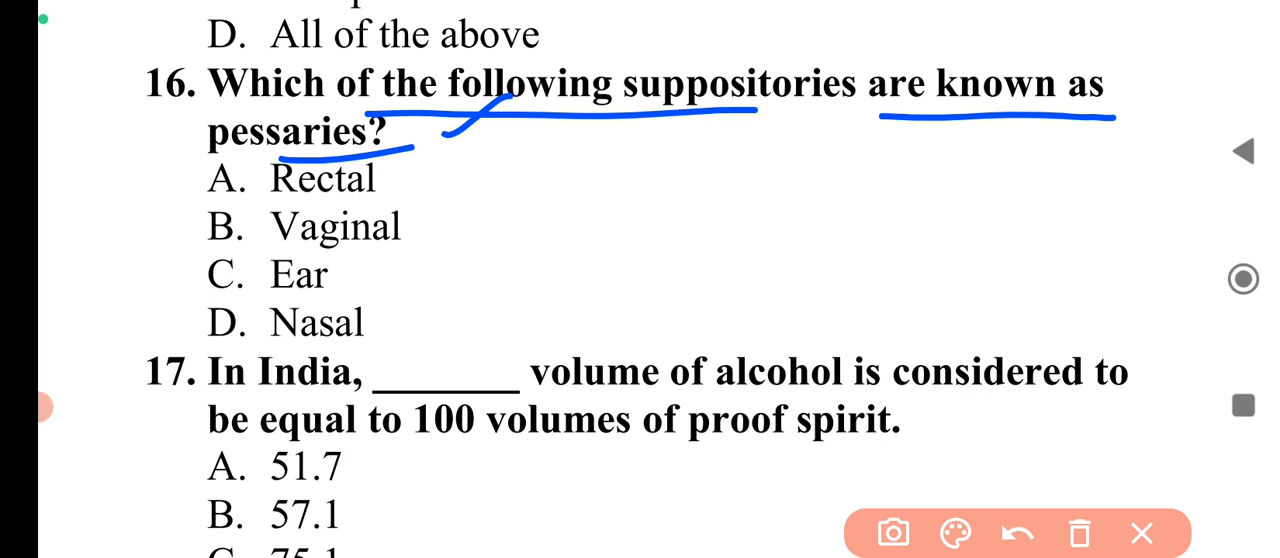 D. All of the above
16. Which of the following suppositories are known as
pessaries?
A. Rectal
B. Vaginal
C. Ear
D. Nasal
17. In India, _______ volume of alcohol is considered to
be equal to 100 volumes of proof spirit.
A. 51.7
B. 57.1
C. 75.1